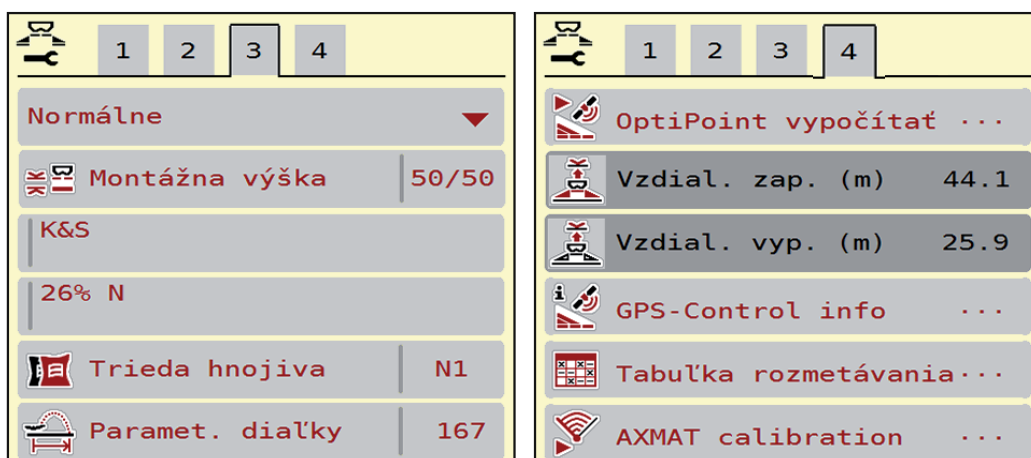 1 2 3 4
Normálne
Montážna výška 50/50
K&S
26% N
Trieda hnojiva N1
Paramet. diaľky 167
1 2 3 4
OptiPoint vypočítať ...
Vzdial. zap. (m) 44.1
Vzdial. vyp. (m) 25.9
GPS-Control info ...
Tabuľka rozmetávania...
AXMAT calibration ...